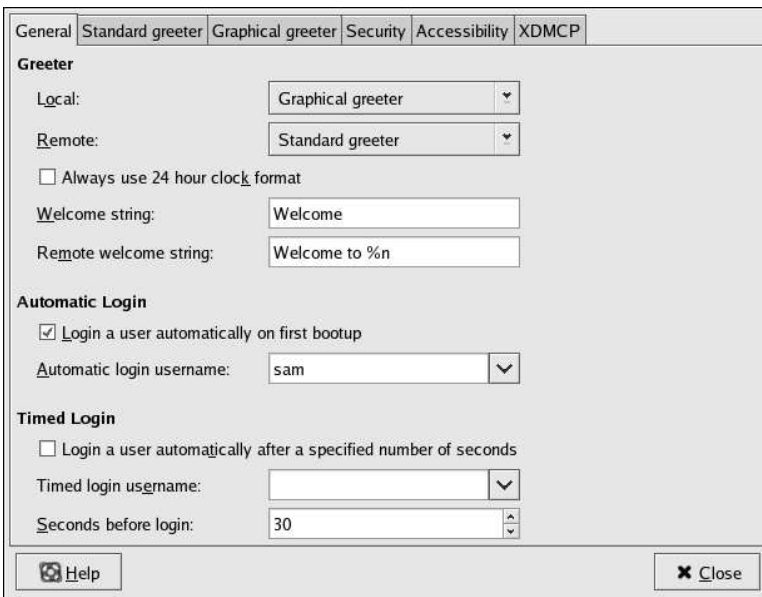 General Standard greeter Graphical greeter Security Accessibility XDMCP
Greeter
Local: Graphical greeter
Remote: Standard greeter
Always use 24 hour clock format
Welcome string: Welcome
Remote welcome string: Welcome to %n
Automatic Login
Login a user automatically on first bootup
Automatic login username: sam
Timed Login
Login a user automatically after a specified number of seconds
Timed login username:
Seconds before login: 30
Help Close